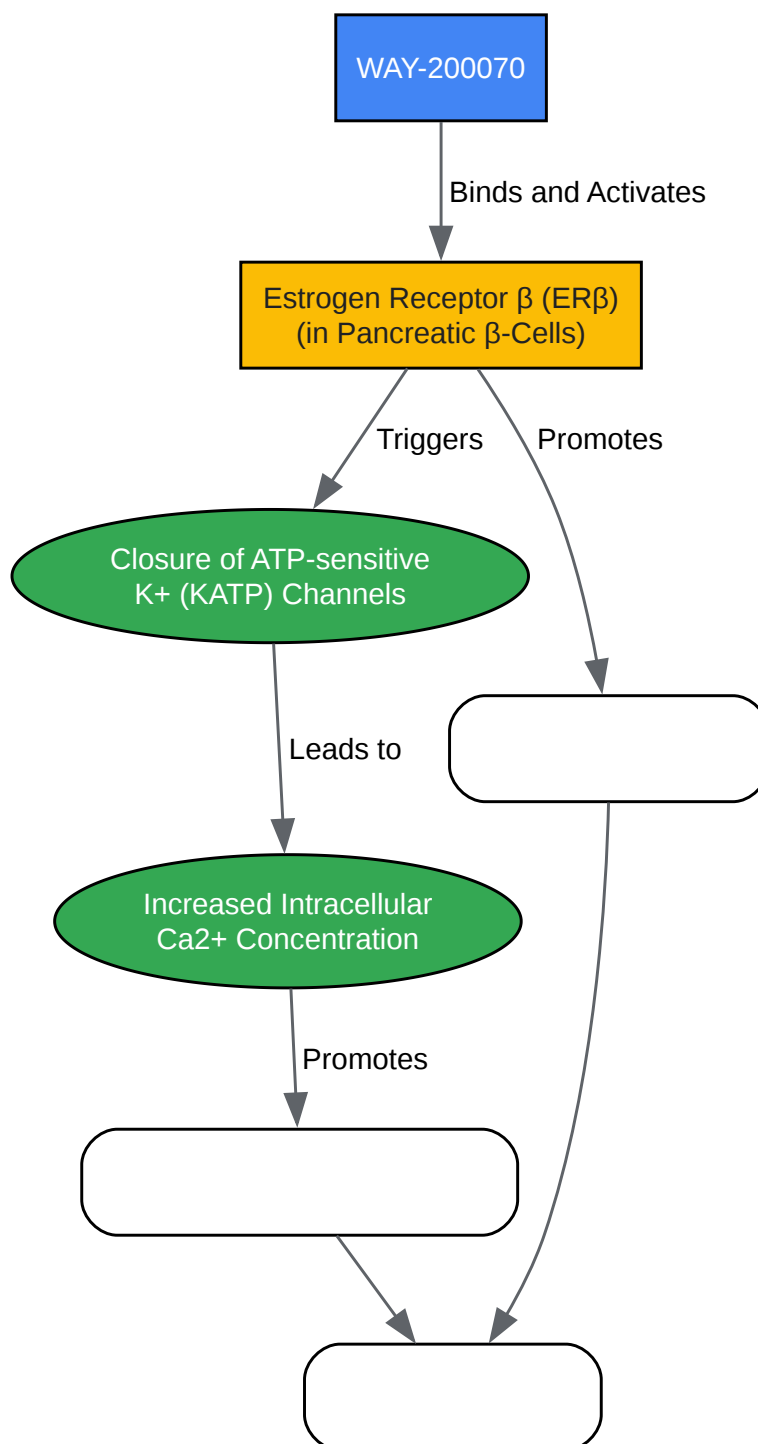 WAY-200070
Binds and Activates
Estrogen Receptor β (ERβ)
(in Pancreatic β-Cells)
Triggers
Promotes
Closure of ATP-sensitive
K+ (KATP) Channels
Leads to
Increased Intracellular
Ca2+ Concentration
Promotes